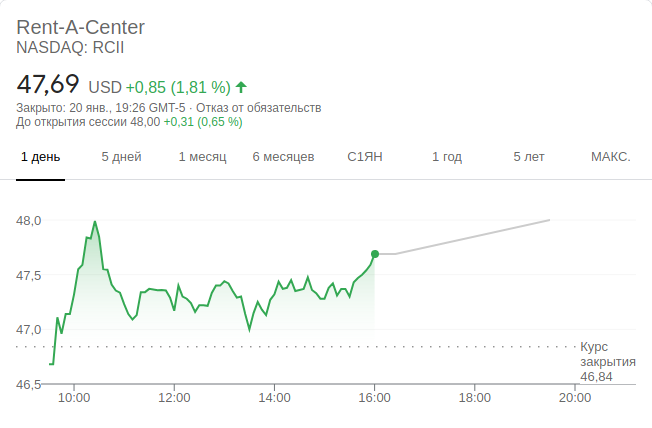 Rent-A-Center
NASDAQ: RCII
47,69 USD +0,85 (1,81 %)
Закрыто: 20 янв., 19:26 GMT-5 · Отказ от обязательств
До открытия сессии 48,00 +0,31 (0,65 %)
1 день 5 дней 1 месяц 6 месяцев С1ЯН 1 год 5 лет МАКС.
48,0
47,5
47,0
Курс
закрытия
46,84
46,5
10:00 12:00 14:00 16:00 18:00 20:00